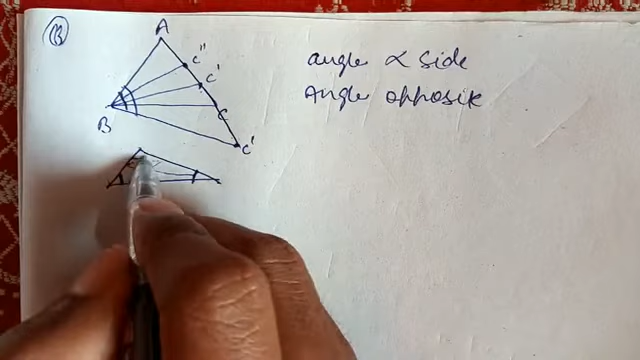 B
A
c"
c'
angle ∝ side
Angle opposite
C
B
c'